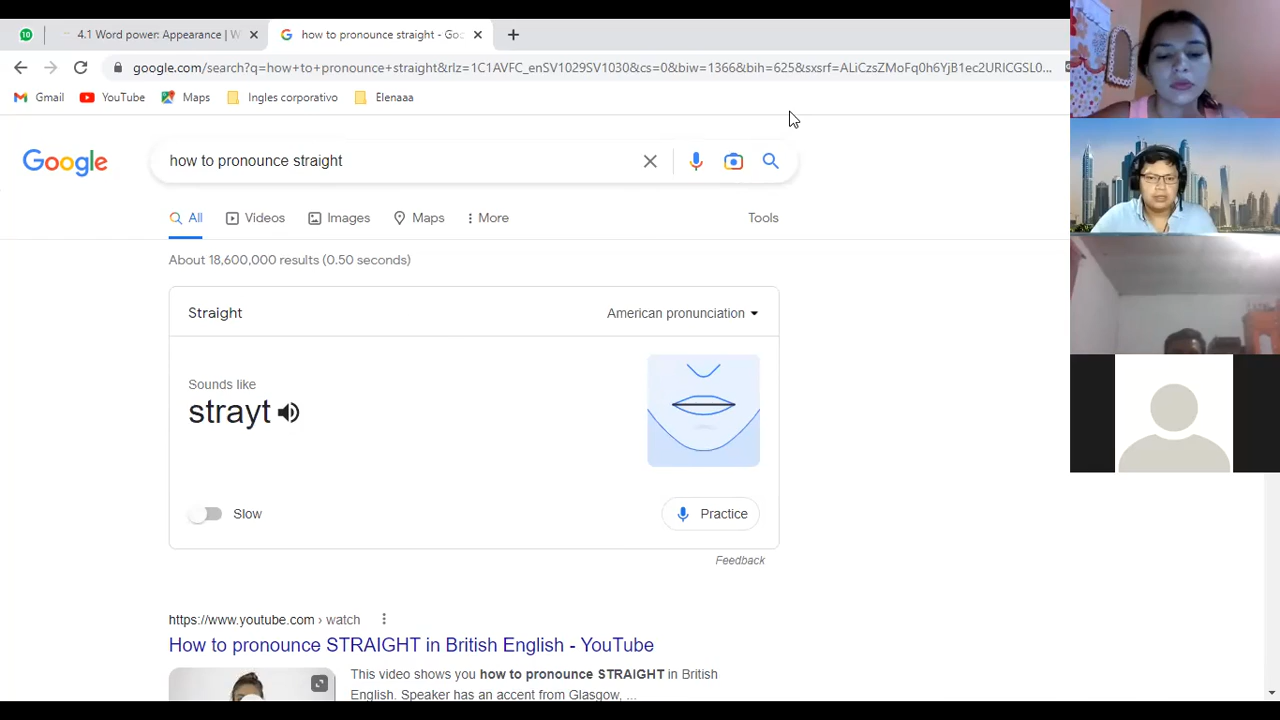 10
4.1 Word power: Appearance | W
how to pronounce straight - Goo
google.com/search?q=how+to+pronounce+straight&rlz=1C1AVFC_enSV1029SV1030&cs=0&biw=1366&bih=625&sxsrf=ALiCzsZMoFq0h6YjB1ec2URICGSL0...
Gmail
YouTube
Maps
Ingles corporativo
Elenaaa
Google
how to pronounce straight
All
Videos
Images
Maps
More
Tools
About 18,600,000 results (0.50 seconds)
Straight
American pronunciation
Sounds like
strayt
Slow
Practice
Feedback
https://www.youtube.com › watch
How to pronounce STRAIGHT in British English - YouTube
This video shows you how to pronounce STRAIGHT in British
English. Speaker has an accent from Glasgow, ...